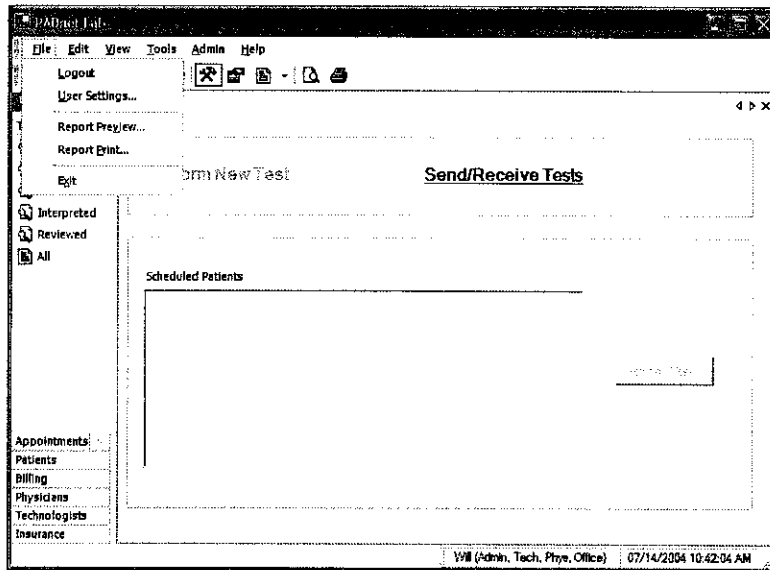 PADnet Lab
File Edit View Tools Admin Help
Logout
User Settings...
Report Preview...
Report Print...
Exit
New Test
Send/Receive Tests
Interpreted
Reviewed
All
Scheduled Patients
Appointments
Patients
Billing
Physicians
Technologists
Insurance
Will (Admin, Tech, Phys, Office) 07/14/2004 10:42:04 AM